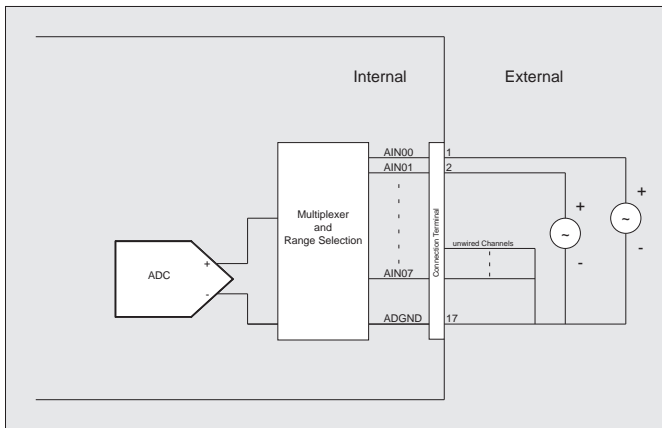 Internal External
AIN00 1
AIN01 2
+ +
Multiplexer
and
Range Selection
Connection Terminal
~ ~
unwired Channels
- -
ADC
+
-
AIN07
ADGND 17